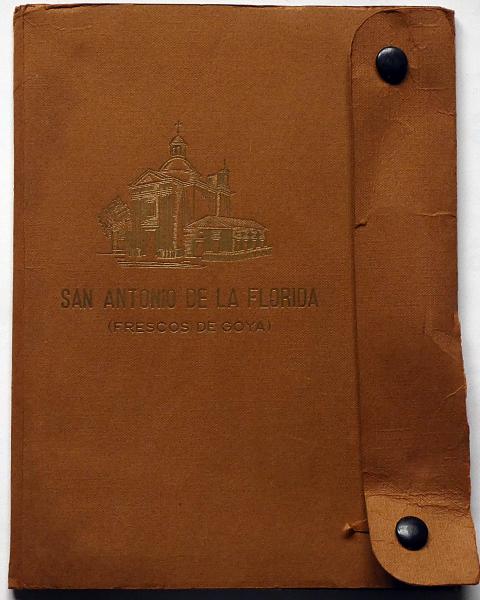 SAN ANTONIO DE LA FLORIDA
(FRESCOS DE GOYA)